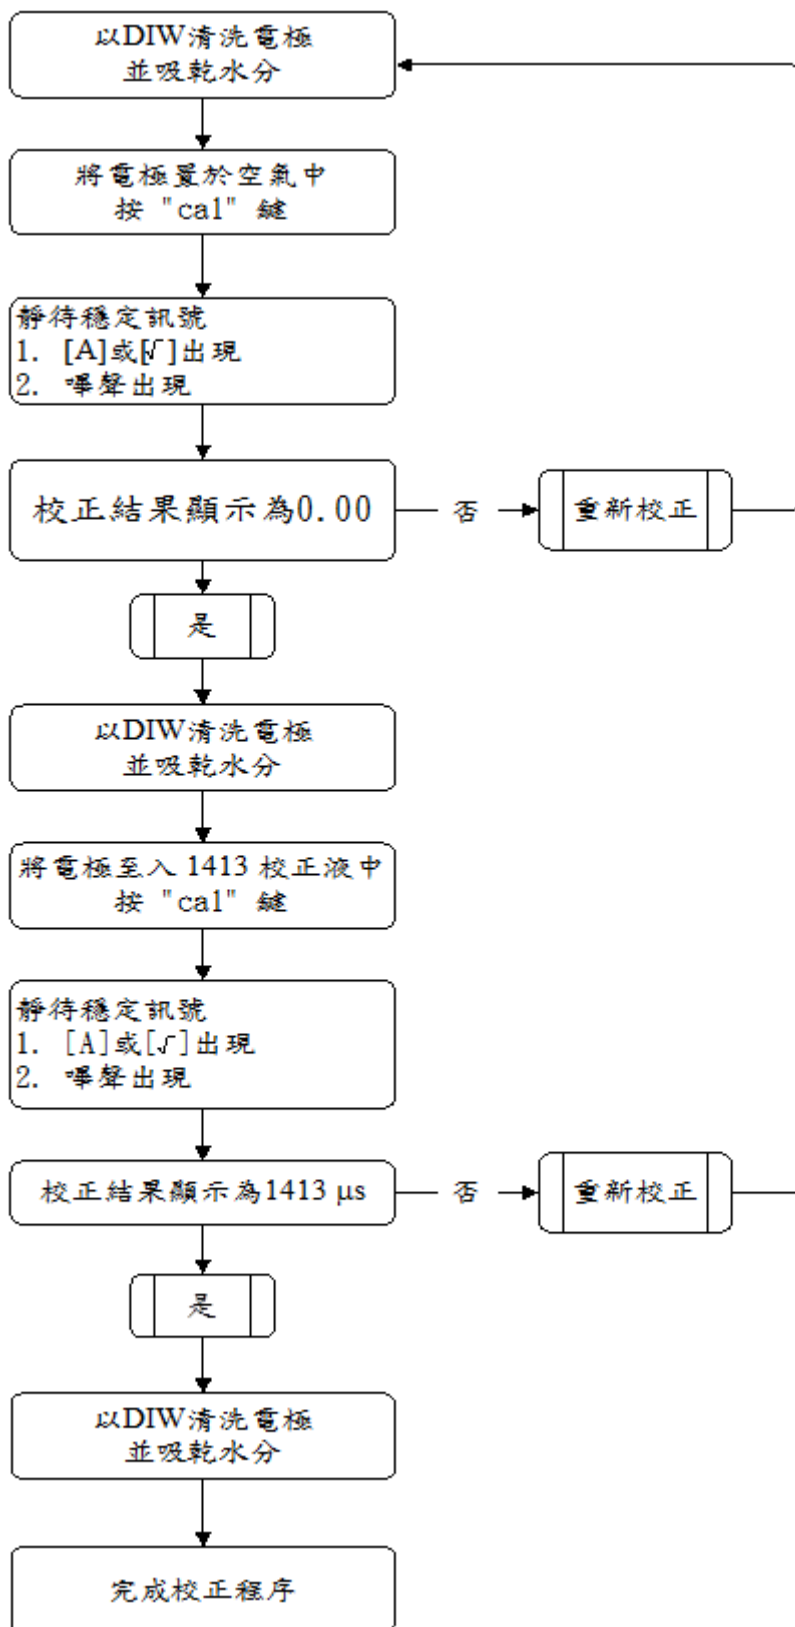 以DIW清洗電極
並吸乾水分
將電極置於空氣中
按 "cal" 鍵
靜待穩定訊號
1. [A]或[√]出現
2. 嗶聲出現
校正結果顯示為0.00
否
重新校正
是
以DIW清洗電極
並吸乾水分
將電極至入 1413 校正液中
按 "cal" 鍵
靜待穩定訊號
1. [A]或[√]出現
2. 嗶聲出現
校正結果顯示為1413 μs
否
重新校正
是
以DIW清洗電極
並吸乾水分
完成校正程序